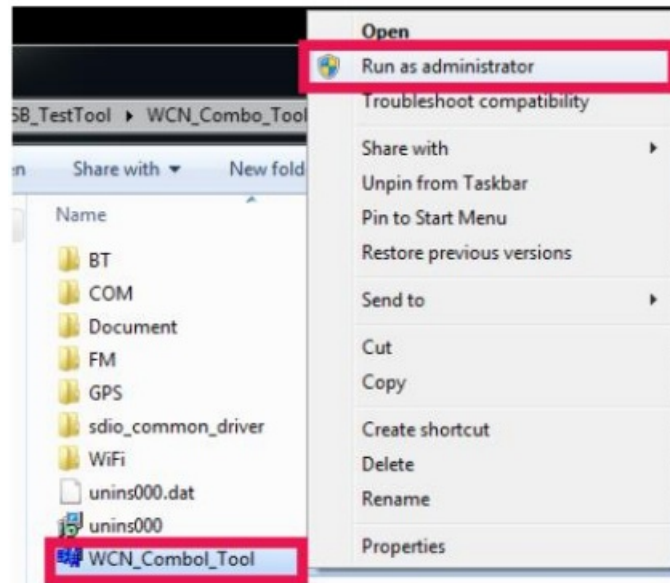 SB_TestTool ▸ WCN_Combo_Tool
Share with
New fold
Name
BT
COM
Document
FM
GPS
sdio_common_driver
WiFi
unins000.dat
unins000
WCN_Combol_Tool
Open
Run as administrator
Troubleshoot compatibility
Share with
Unpin from Taskbar
Pin to Start Menu
Restore previous versions
Send to
Cut
Copy
Create shortcut
Delete
Rename
Properties